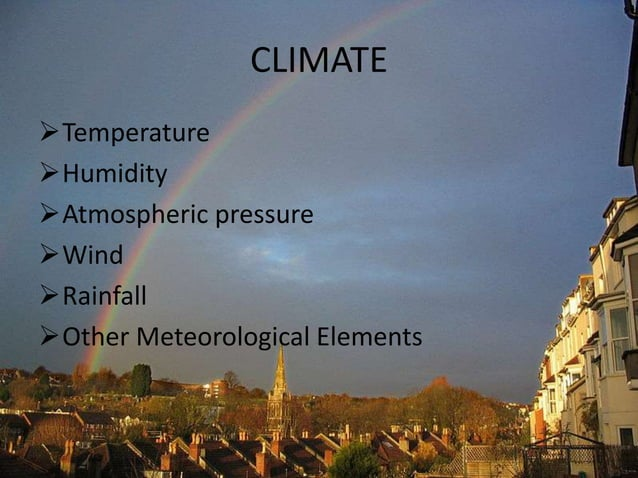 CLIMATE
➢Temperature
➢Humidity
➢Atmospheric pressure
➢Wind
➢Rainfall
➢Other Meteorological Elements